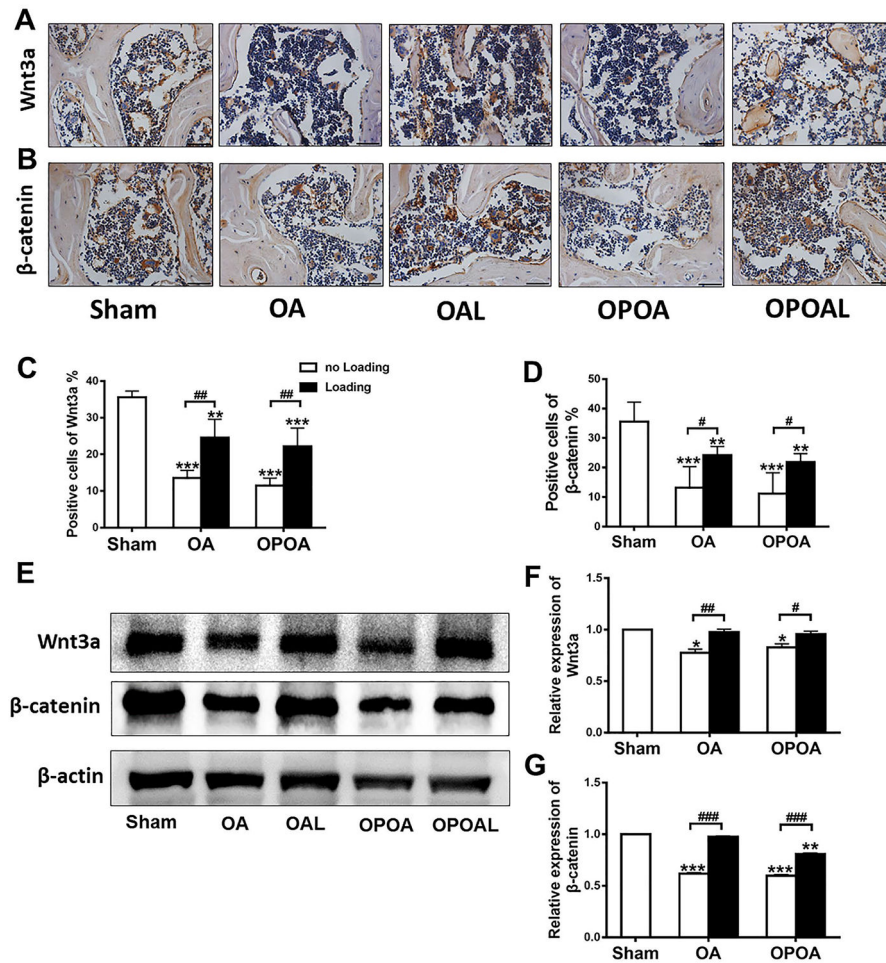 A
Wnt3a
B
β-catenin
Sham OA OAL OPOA OPOAL
C
Positive cells of Wnt3a %
40
30
20
10
0
no Loading
Loading
## ##
*** ** *** ***
Sham OA OPOA
D
Positive cells of
β-catenin %
50
40
30
20
10
0
# #
*** ** *** **
Sham OA OPOA
E
Wnt3a
β-catenin
β-actin
Sham OA OAL OPOA OPOAL
F
Relative expression of
Wnt3a
1.5
1.0
0.5
0.0
## #
* *
Sham OA OPOA
G
Relative expression of
β-catenin
1.5
1.0
0.5
0.0
### ###
*** *** **
Sham OA OPOA